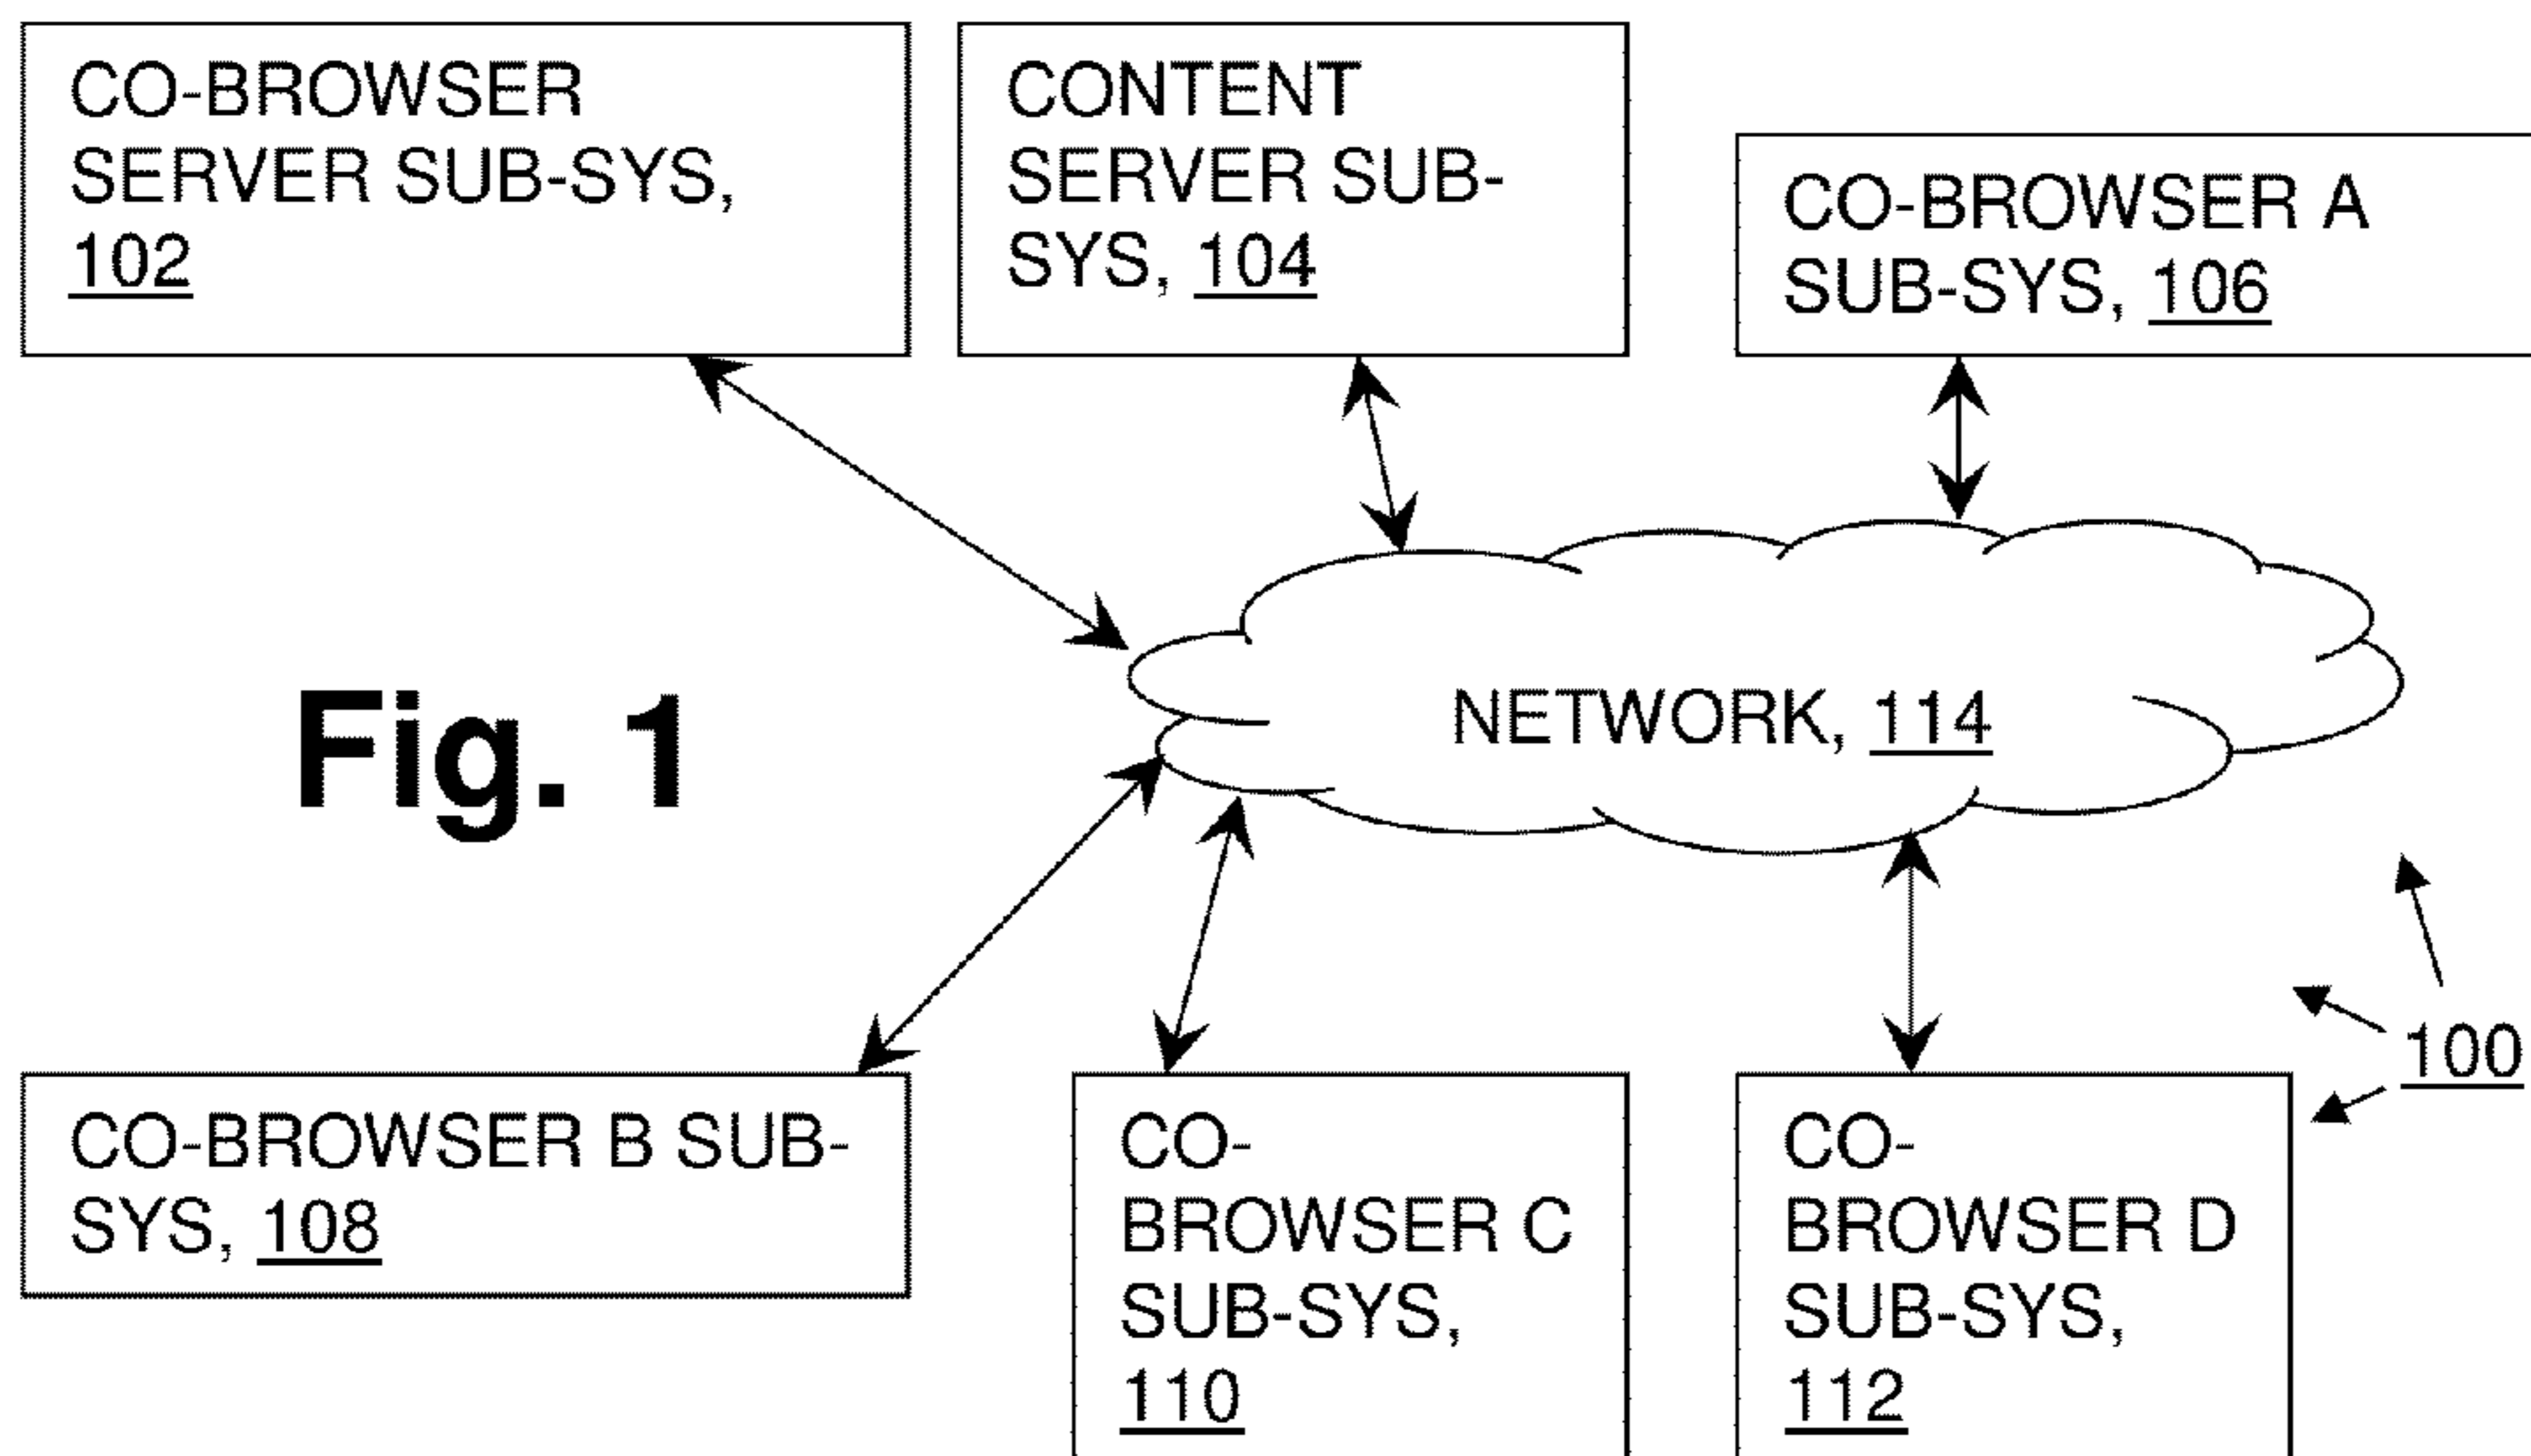 CO-BROWSER
SERVER SUB-SYS,
102
CONTENT
SERVER SUB-
SYS, 104
CO-BROWSER A
SUB-SYS, 106
Fig. 1
NETWORK, 114
100
CO-BROWSER B SUB-
SYS, 108
CO-
BROWSER C
SUB-SYS,
110
CO-
BROWSER D
SUB-SYS,
112